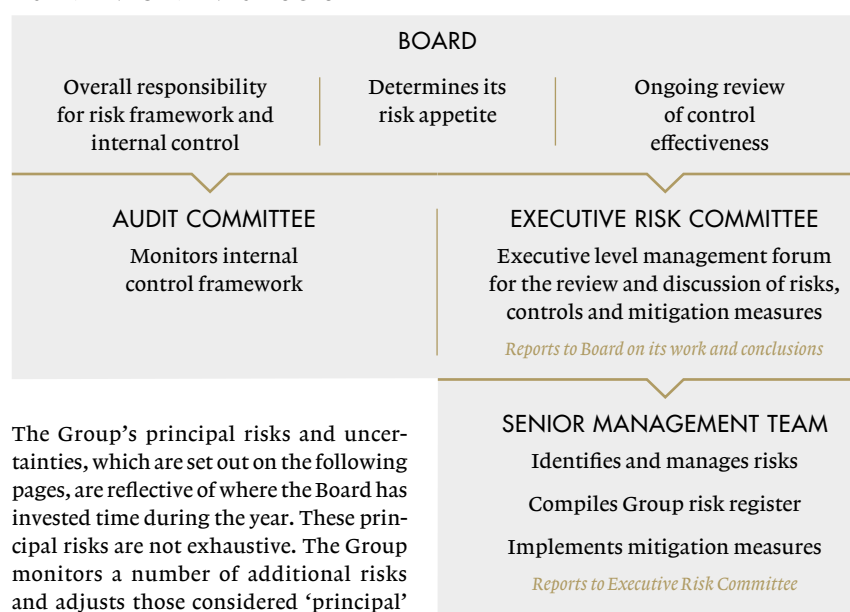 BOARD
Overall responsibility
for risk framework and
internal control
Determines its
risk appetite
Ongoing review
of control
effectiveness
AUDIT COMMITTEE
Monitors internal
control framework
EXECUTIVE RISK COMMITTEE
Executive level management forum
for the review and discussion of risks,
controls and mitigation measures
Reports to Board on its work and conclusions
SENIOR MANAGEMENT TEAM
Identifies and manages risks
Compiles Group risk register
Implements mitigation measures
Reports to Executive Risk Committee
The Group’s principal risks and uncer-
tainties, which are set out on the following
pages, are reflective of where the Board has
invested time during the year. These prin-
cipal risks are not exhaustive. The Group
monitors a number of additional risks
and adjusts those considered ‘principal’